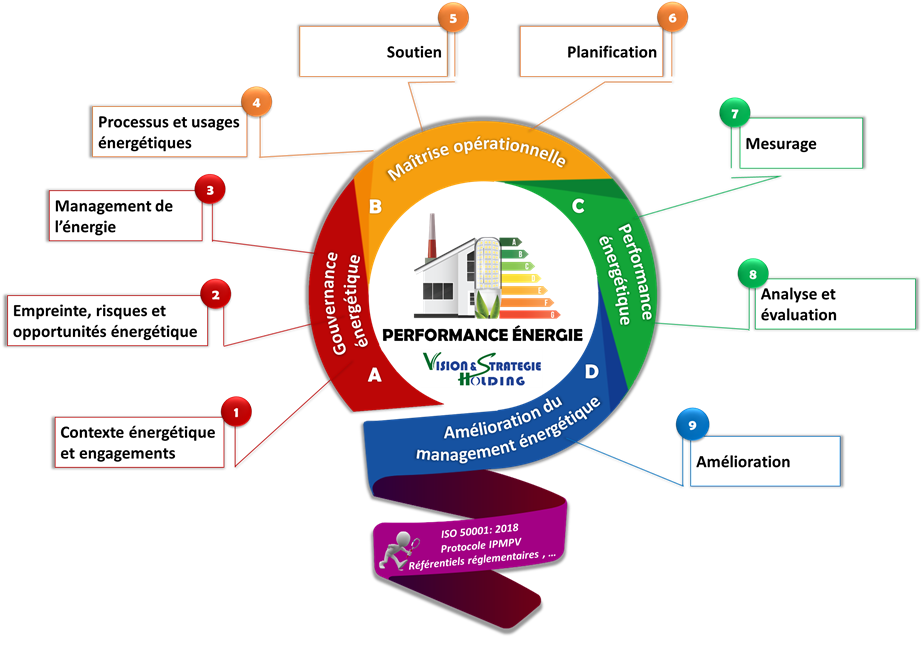 5
Soutien
6
Planification
4
Processus et usages
énergétiques
7
Mesurage
3
Management de
l'énergie
8
Analyse et
évaluation
2
Empreinte, risques et
opportunités énergétique
1
Contexte énergétique
et engagements
9
Amélioration
Maîtrise opérationnelle
B
C
Performance
énergétique
Gouvernance
énergétique
A
D
Amélioration du
management énergétique
A
B
C
D
E
F
G
PERFORMANCE ÉNERGIE
VISION & STRATEGIE
HOLDING
ISO 50001: 2018
Protocole IPMPV
Référentiels réglementaires , ...